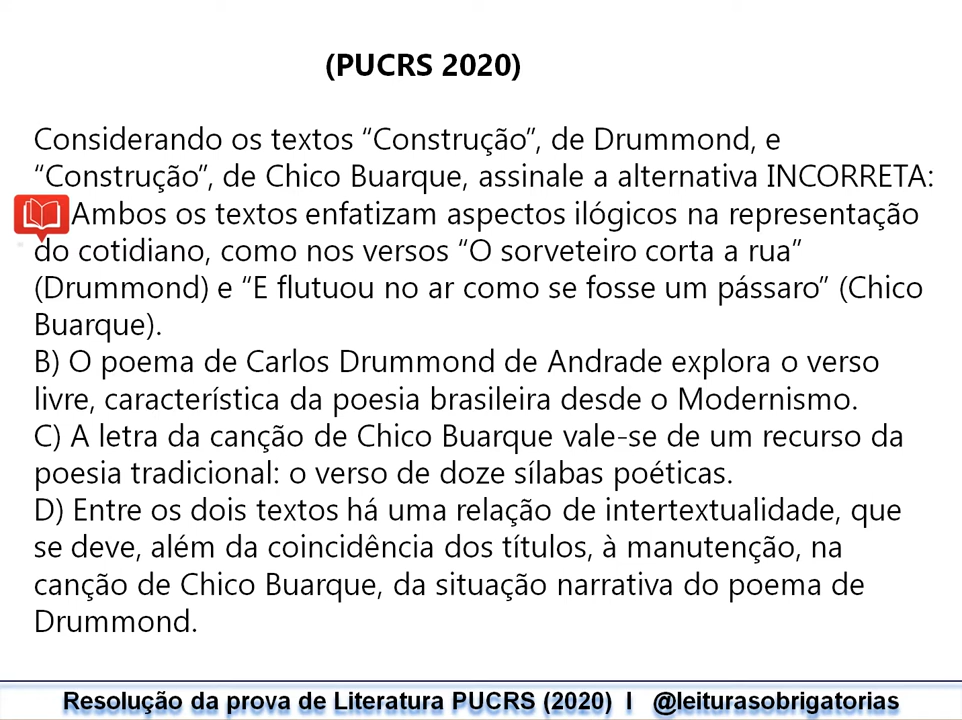 (PUCRS 2020)
Considerando os textos “Construção”, de Drummond, e
“Construção”, de Chico Buarque, assinale a alternativa INCORRETA:
Ambos os textos enfatizam aspectos ilógicos na representação
do cotidiano, como nos versos “O sorveteiro corta a rua”
(Drummond) e “E flutuou no ar como se fosse um pássaro” (Chico
Buarque).
B) O poema de Carlos Drummond de Andrade explora o verso
livre, característica da poesia brasileira desde o Modernismo.
C) A letra da canção de Chico Buarque vale-se de um recurso da
poesia tradicional: o verso de doze sílabas poéticas.
D) Entre os dois textos há uma relação de intertextualidade, que
se deve, além da coincidência dos títulos, à manutenção, na
canção de Chico Buarque, da situação narrativa do poema de
Drummond.
Resolução da prova de Literatura PUCRS (2020) I @leiturasobrigatorias